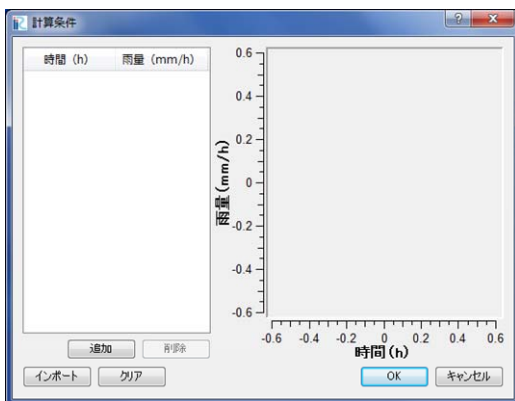 計算条件
時間 (h) 雨量 (mm/h)
0.6
0.4
0.2
0
-0.2
-0.4
-0.6
雨量(mm/h)
-0.6 -0.4 -0.2 0 0.2 0.4 0.6
時間(h)
追加 削除
インポート クリア OK キャンセル